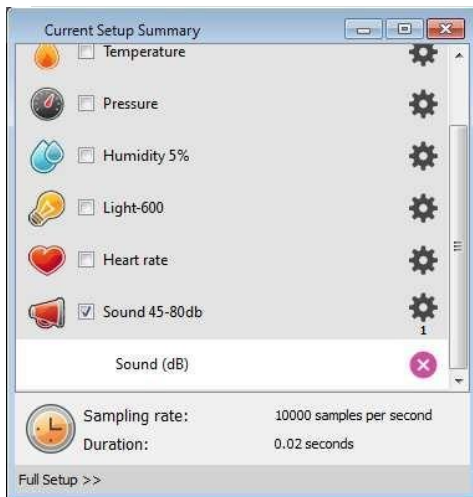 Current Setup Summary
Temperature
Pressure
Humidity 5%
Light-600
Heart rate
Sound 45-80db
1
Sound (dB)
Sampling rate: 10000 samples per second
Duration: 0.02 seconds
Full Setup >>